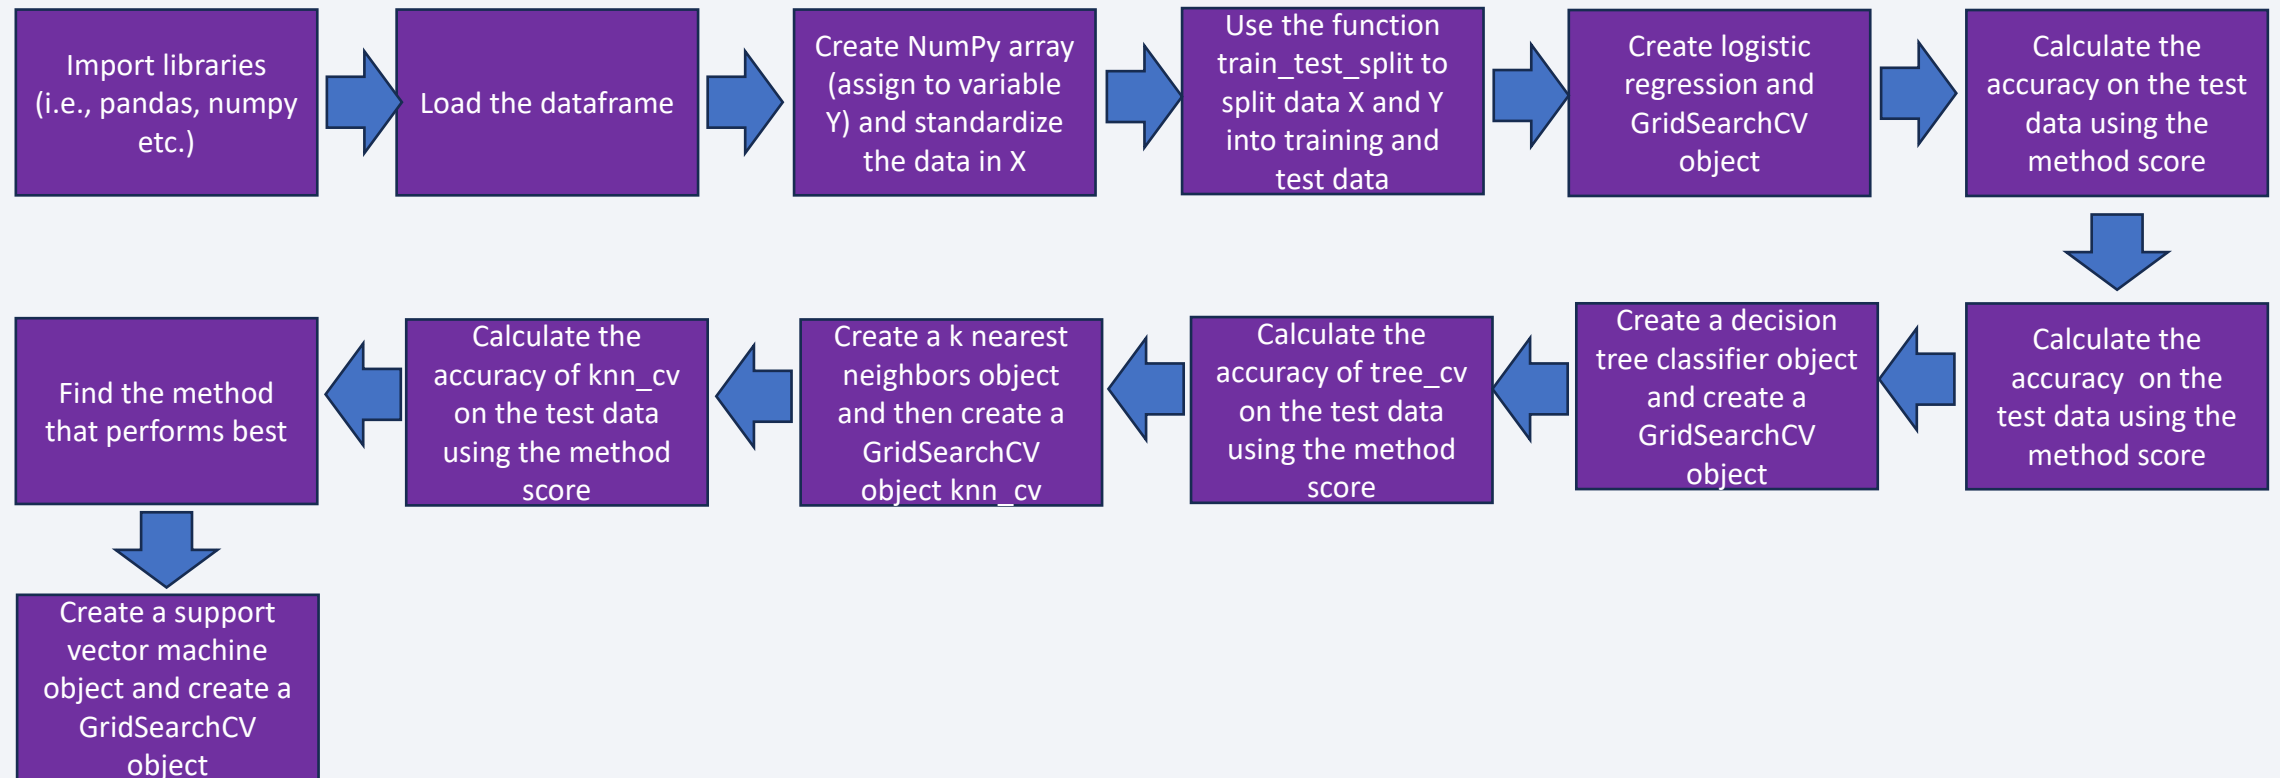 Import libraries
(i.e., pandas, numpy
etc.)
Load the dataframe
Create NumPy array
(assign to variable
Y) and standardize
the data in X
Use the function
train_test_split to
split data X and Y
into training and
test data
Create logistic
regression and
GridSearchCV
object
Calculate the
accuracy on the test
data using the
method score
Calculate the
accuracy  on the
test data using the
method score
Create a decision
tree classifier object
and create a
GridSearchCV
object
Calculate the
accuracy of tree_cv
on the test data
using the method
score
Create a k nearest
neighbors object
and then create a
GridSearchCV
object knn_cv
Calculate the
accuracy of knn_cv
on the test data
using the method
score
Find the method
that performs best
Create a support
vector machine
object and create a
GridSearchCV
object